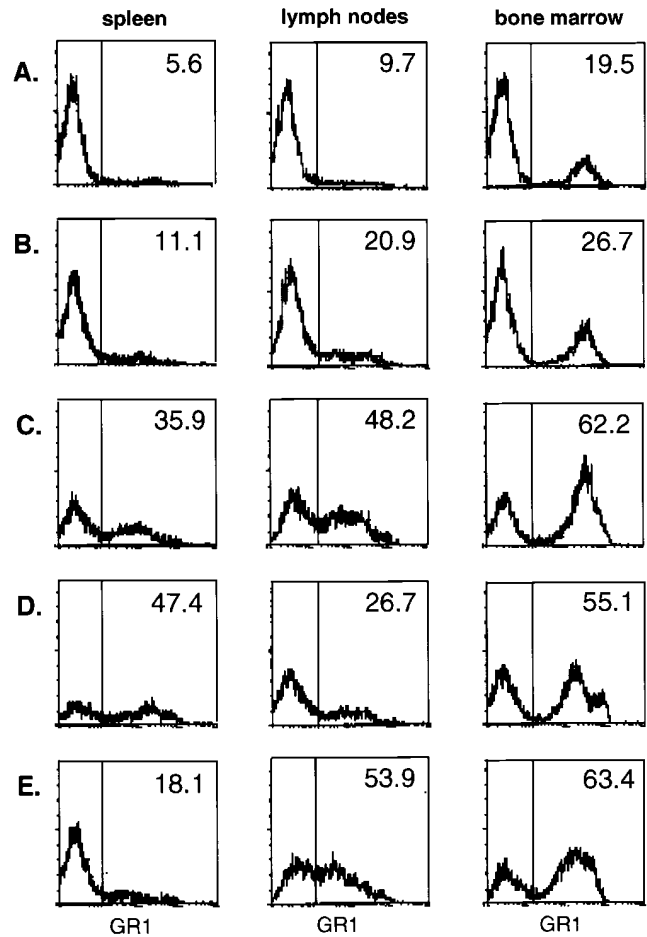 spleen lymph nodes bone marrow
A. 5.6 9.7 19.5
B. 11.1 20.9 26.7
C. 35.9 48.2 62.2
D. 47.4 26.7 55.1
E. 18.1 53.9 63.4
GR1 GR1 GR1